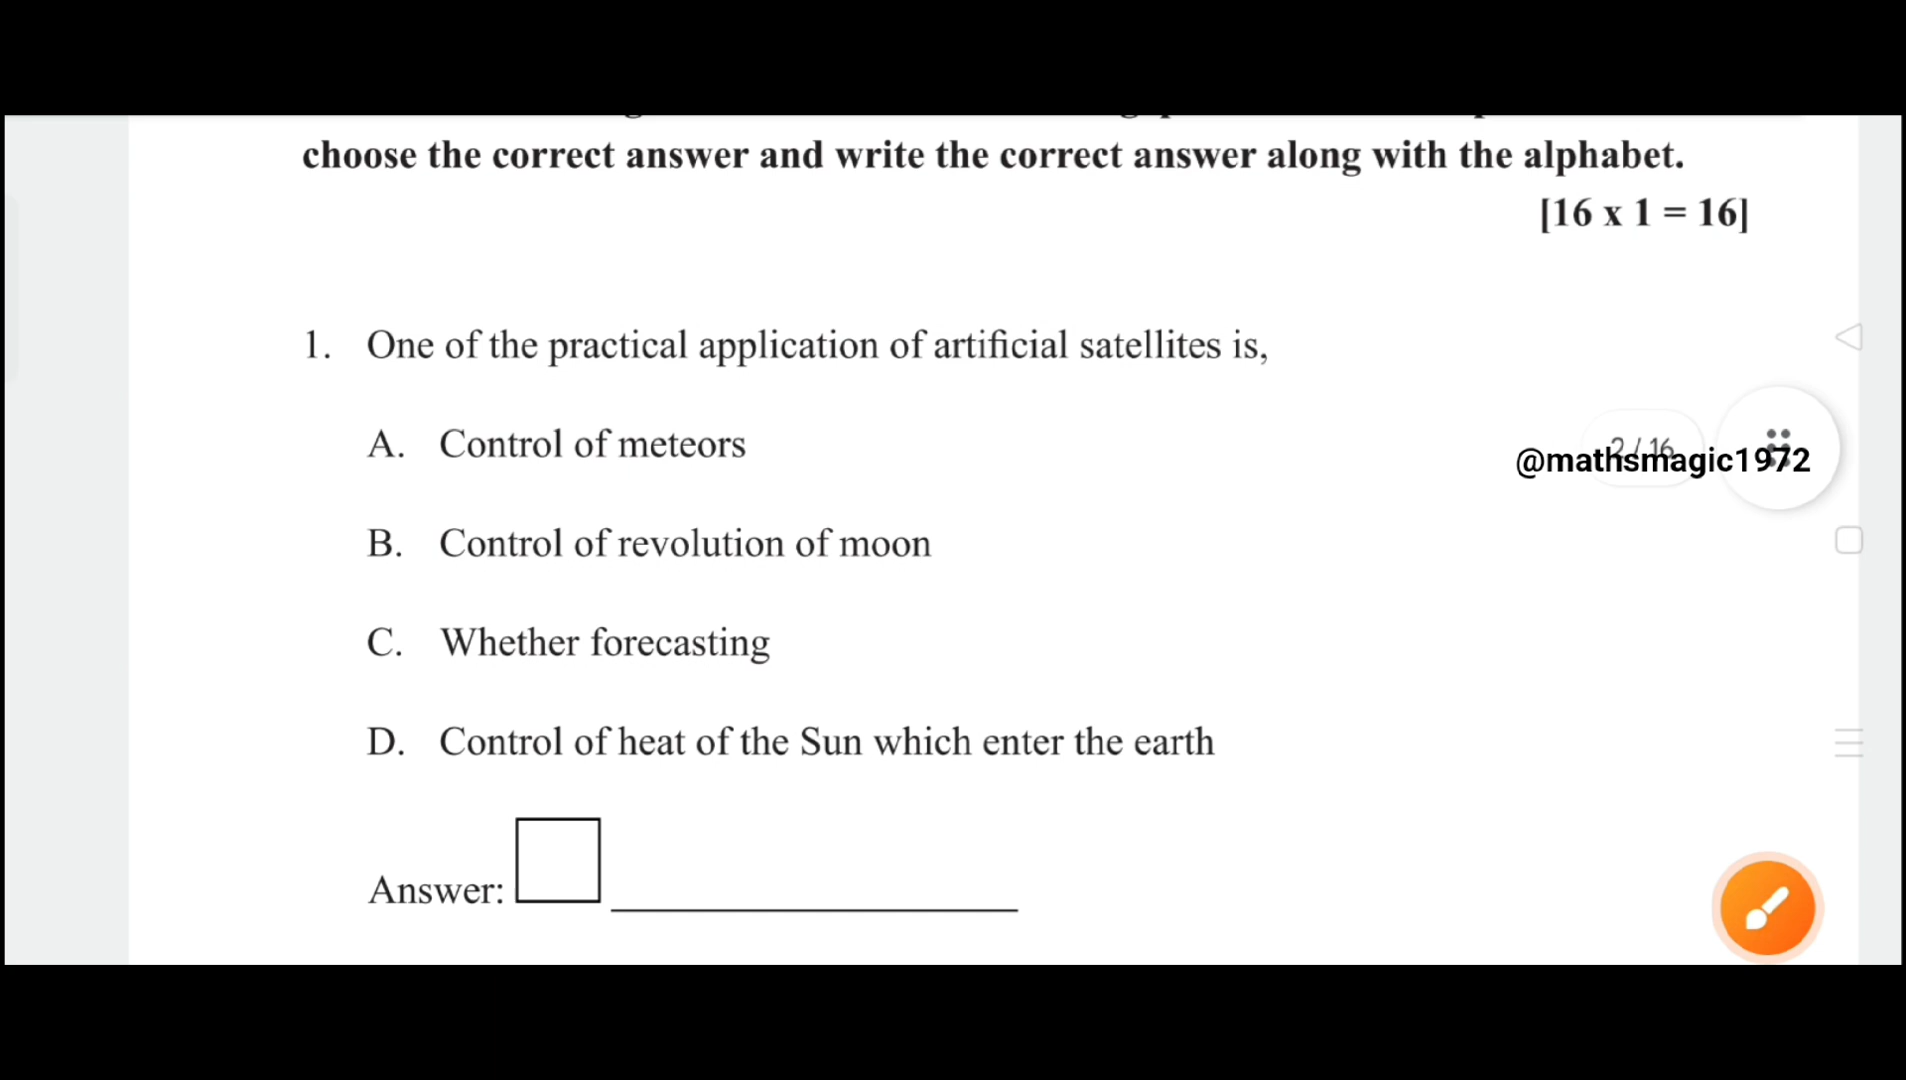 choose the correct answer and write the correct answer along with the alphabet.
[16 x 1 = 16]
1. One of the practical application of artificial satellites is,
A. Control of meteors
2 / 16
@mathsmagic1972
B. Control of revolution of moon
C. Whether forecasting
D. Control of heat of the Sun which enter the earth
Answer: